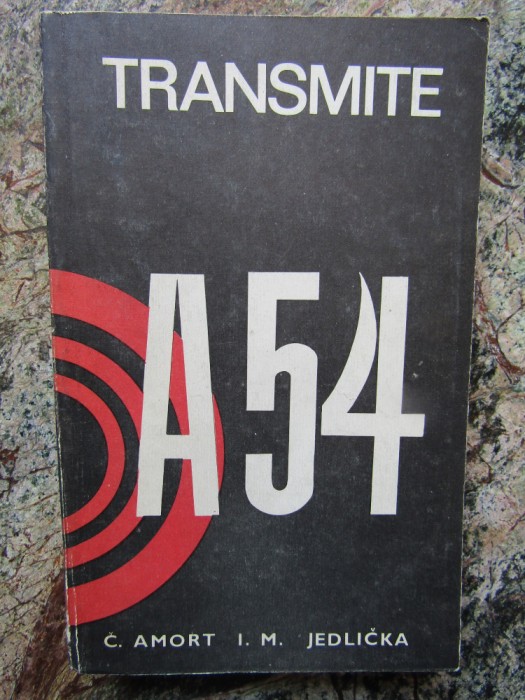 TRANSMITE
A54
Č. AMORT I. M. JEDLIČKA